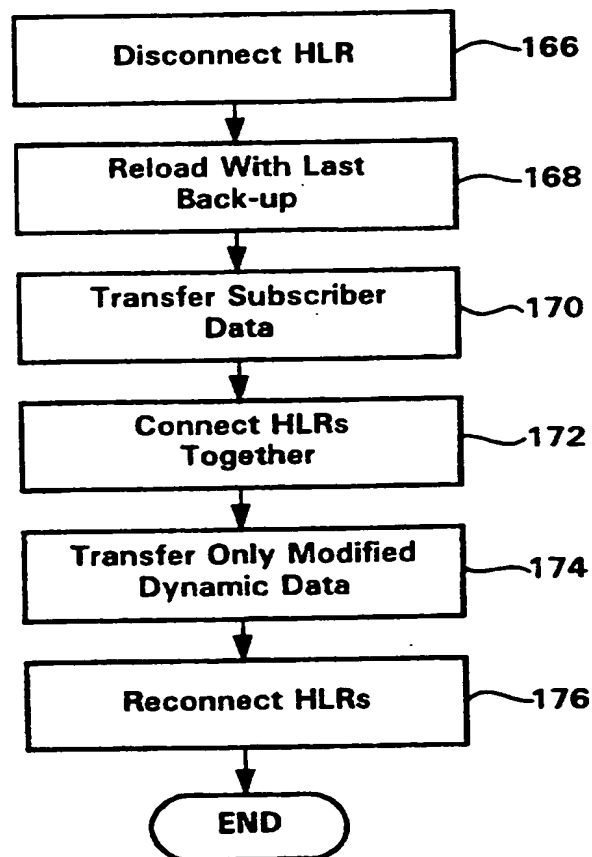 Disconnect HLR
166
Reload With Last
Back-up
168
Transfer Subscriber
Data
170
Connect HLRs
Together
172
Transfer Only Modified
Dynamic Data
174
Reconnect HLRs
176
END